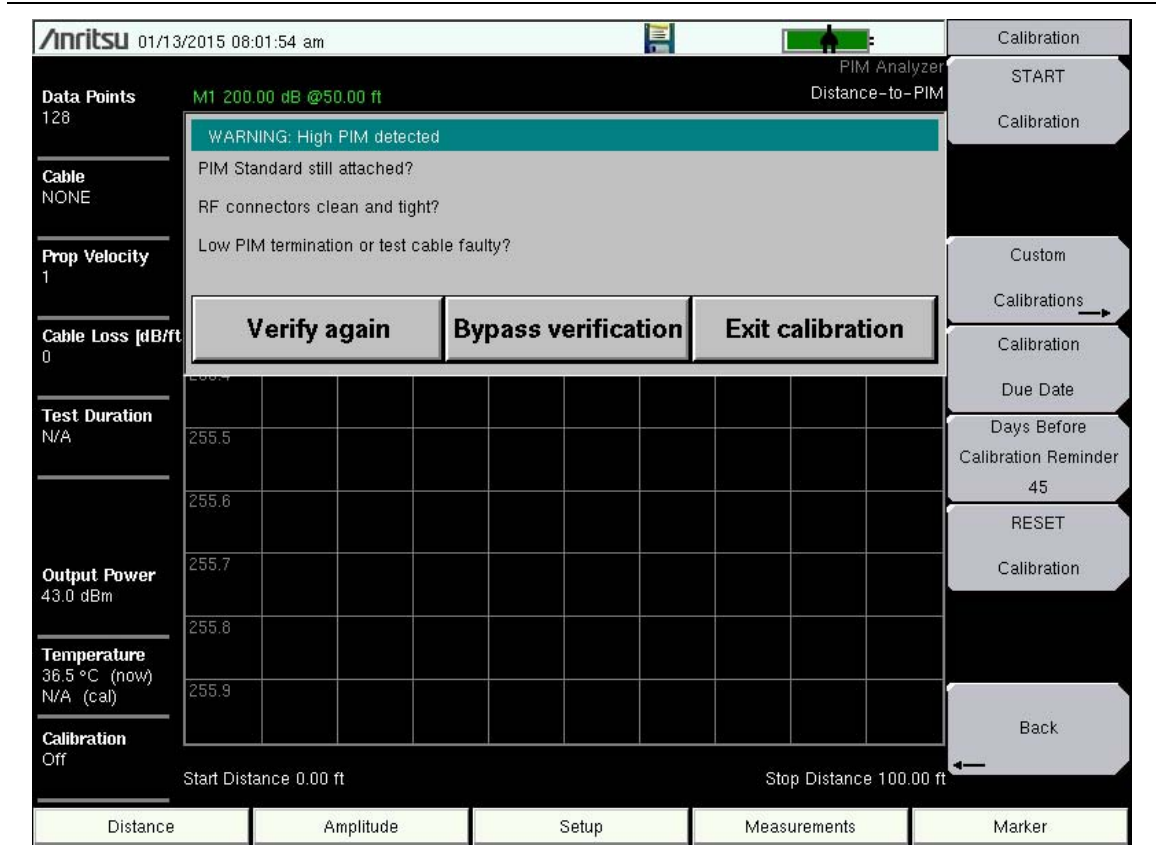 Anritsu 01/13/2015 08:01:54 am
Calibration
PIM Analyzer
Distance-to-PIM
M1 200.00 dB @50.00 ft
Data Points
128
Cable
NONE
Prop Velocity
1
Cable Loss [dB/ft
0
Test Duration
N/A
Output Power
43.0 dBm
Temperature
36.5 °C (now)
N/A (cal)
Calibration
Off
WARNING: High PIM detected
PIM Standard still attached?
RF connectors clean and tight?
Low PIM termination or test cable faulty?
Verify again
Bypass verification
Exit calibration
255.5
255.6
255.7
255.8
255.9
Start Distance 0.00 ft
Stop Distance 100.00 ft
START
Calibration
Custom
Calibrations
Calibration
Due Date
Days Before
Calibration Reminder
45
RESET
Calibration
Back
Distance
Amplitude
Setup
Measurements
Marker